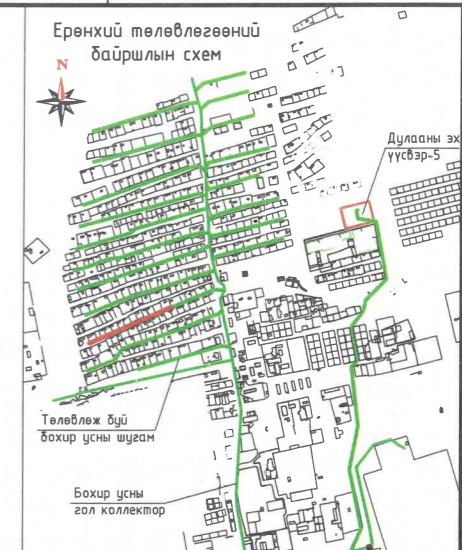 Ерөнхий төлөвлөгөөний
байршлын схем
N
Дулааны эх
үүсвэр-5
Төлөвлөж буй
бохир усны шугам
Бохир усны
гол коллектор